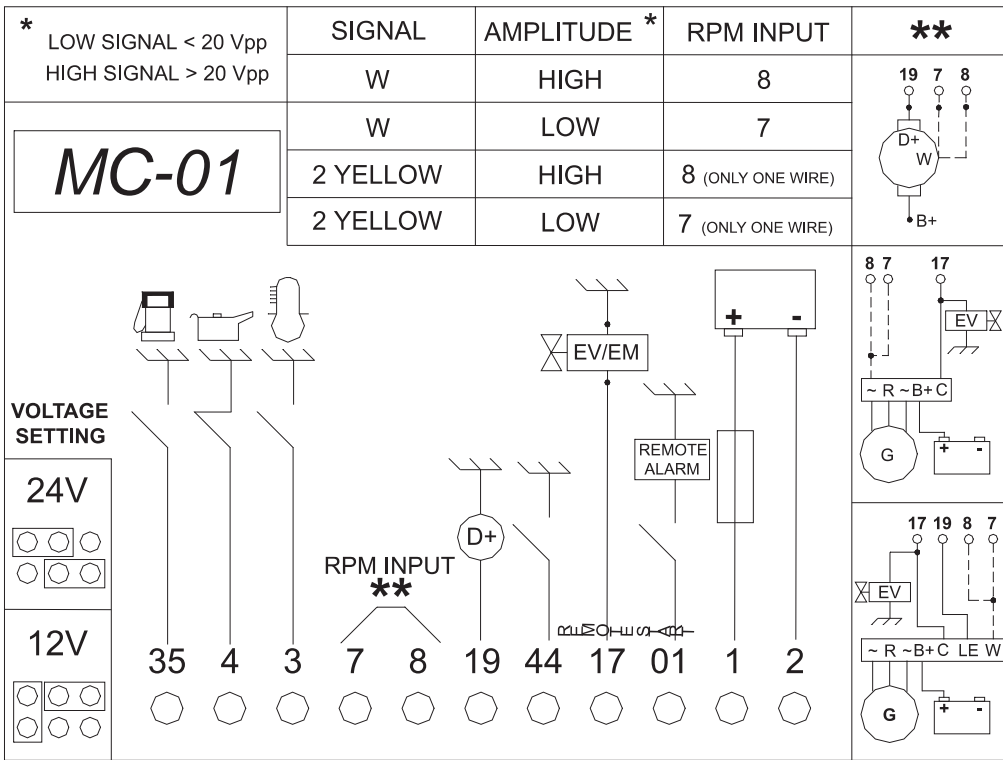 * LOW SIGNAL < 20 Vpp
HIGH SIGNAL > 20 Vpp
SIGNAL AMPLITUDE * RPM INPUT **
W HIGH 8
W LOW 7
2 YELLOW HIGH 8 (ONLY ONE WIRE)
2 YELLOW LOW 7 (ONLY ONE WIRE)
MC-01
19 7 8
D+
W
B+
8 7 17
EV
~ R ~B+C
G
+ -
17 19 8 7
EV
~ R ~B+C LE W
G
+ -
+ -
EV/EM
REMOTE
ALARM
D+
RPM INPUT
**
REMOTE START
VOLTAGE
SETTING
24V
12V
35 4 3 7 8 19 44 17 01 1 2